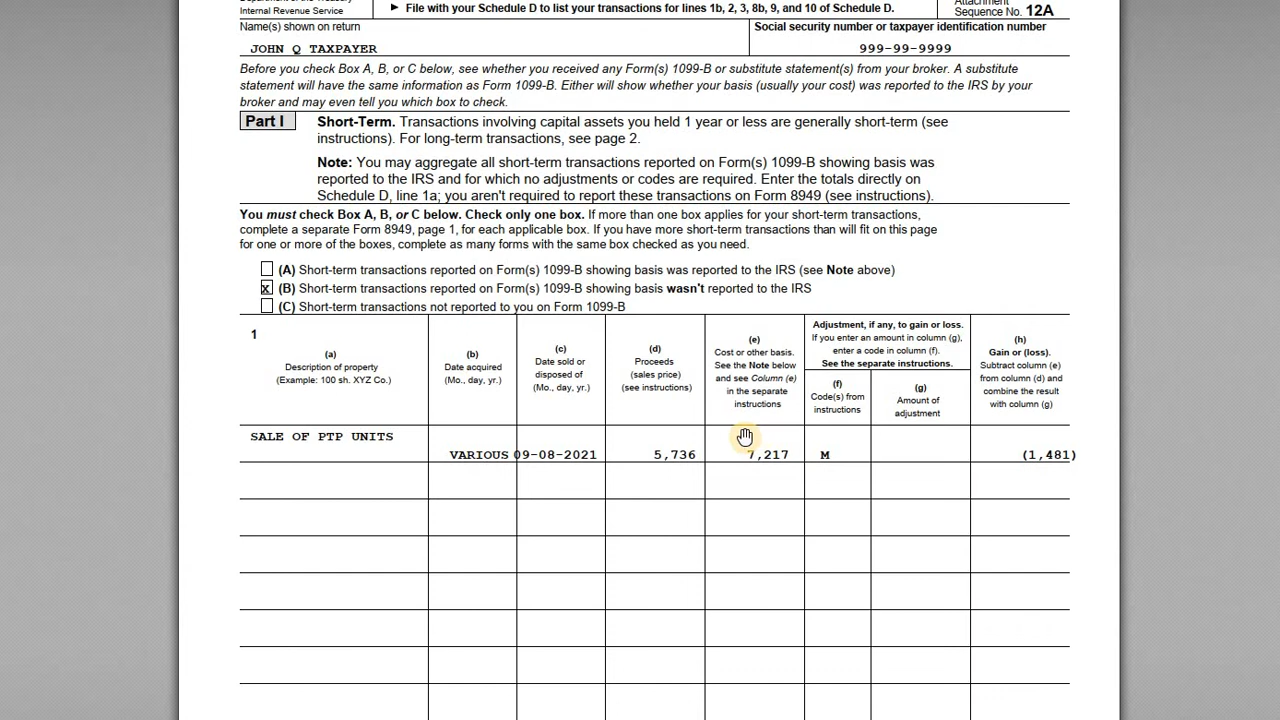 Internal Revenue Service
► File with your Schedule D to list your transactions for lines 1b, 2, 3, 8b, 9, and 10 of Schedule D.
Attachment
Sequence No. 12A
Name(s) shown on return
Social security number or taxpayer identification number
JOHN Q TAXPAYER
999-99-9999
Before you check Box A, B, or C below, see whether you received any Form(s) 1099-B or substitute statement(s) from your broker. A substitute
statement will have the same information as Form 1099-B. Either will show whether your basis (usually your cost) was reported to the IRS by your
broker and may even tell you which box to check.
Part I
Short-Term. Transactions involving capital assets you held 1 year or less are generally short-term (see
instructions). For long-term transactions, see page 2.
Note: You may aggregate all short-term transactions reported on Form(s) 1099-B showing basis was
reported to the IRS and for which no adjustments or codes are required. Enter the totals directly on
Schedule D, line 1a; you aren't required to report these transactions on Form 8949 (see instructions).
You must check Box A, B, or C below. Check only one box. If more than one box applies for your short-term transactions,
complete a separate Form 8949, page 1, for each applicable box. If you have more short-term transactions than will fit on this page
for one or more of the boxes, complete as many forms with the same box checked as you need.
(A) Short-term transactions reported on Form(s) 1099-B showing basis was reported to the IRS (see Note above)
X (B) Short-term transactions reported on Form(s) 1099-B showing basis wasn't reported to the IRS
(C) Short-term transactions not reported to you on Form 1099-B
1
(a)
Description of property
(Example: 100 sh. XYZ Co.)
(b)
Date acquired
(Mo., day, yr.)
(c)
Date sold or
disposed of
(Mo., day, yr.)
(d)
Proceeds
(sales price)
(see instructions)
(e)
Cost or other basis.
See the Note below
and see Column (e)
in the separate
instructions
Adjustment, if any, to gain or loss.
If you enter an amount in column (g),
enter a code in column (f).
See the separate instructions.
(f)
Code(s) from
instructions
(g)
Amount of
adjustment
(h)
Gain or (loss).
Subtract column (e)
from column (d) and
combine the result
with column (g)
SALE OF PTP UNITS
VARIOUS 09-08-2021 5,736 7,217 M (1,481)